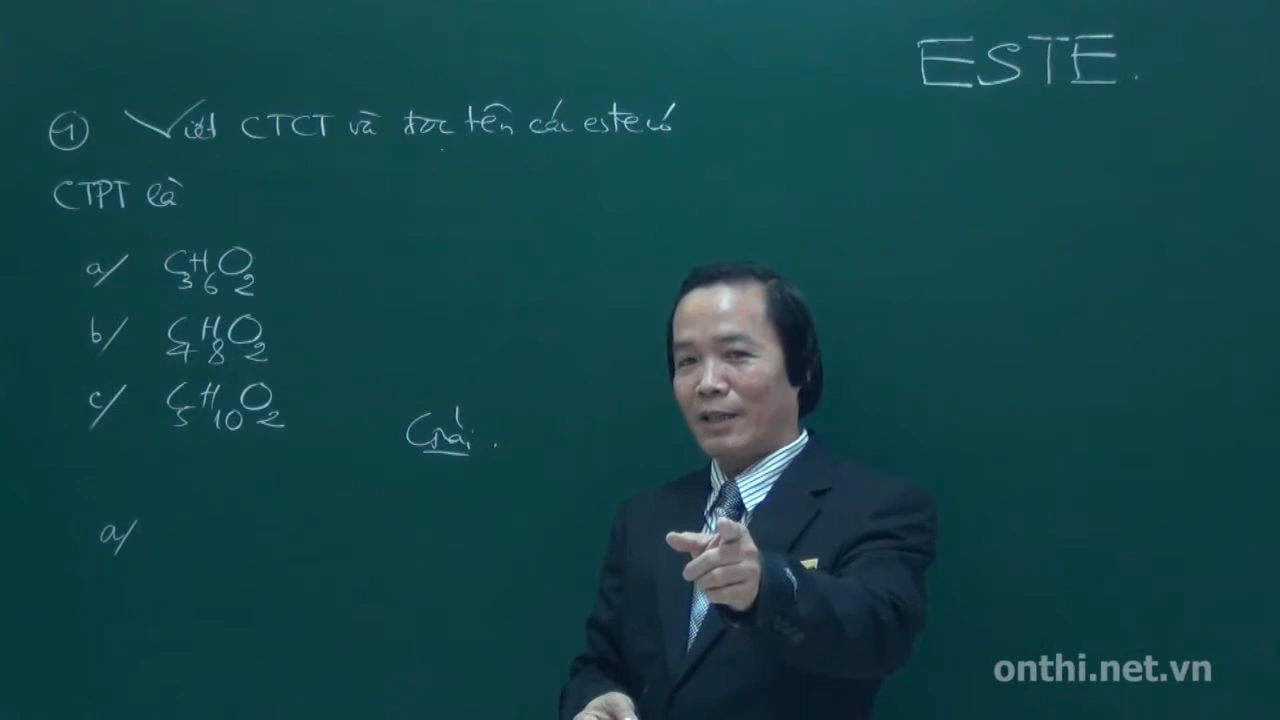 ESTE.
① Viết CTCT và đọc tên các este có
CTPT là
a/ C3H6O2
b/ C4H8O2
c/ C5H10O2
Giải.
a/
onthi.net.vn